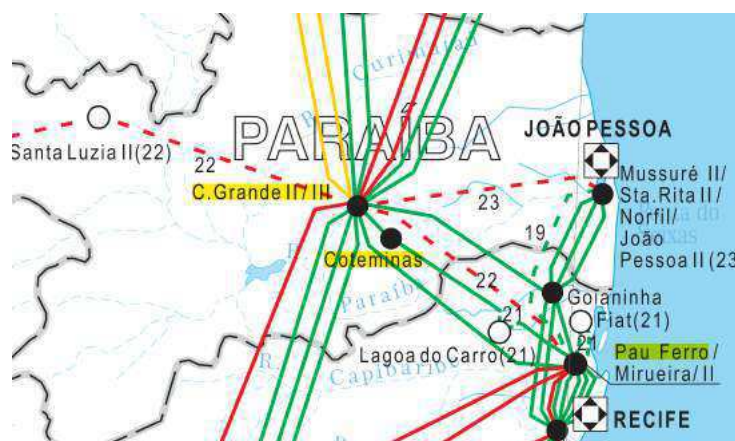 Curimataú
R.
PARAÍBA
JOÃO PESSOA
Santa Luzia II(22)
22
C.Grande II/ III
23
Mussuré II/
Sta.Rita II/
Norfil/
João
Pessoa II(23
19
Coteminas
R.
Paraíb
22
21
Goianinha
Fiat(21)
21
Lagoa do Carro(21)
R.
Capibaribe
Pau Ferro/
Mirueira/II
RECIFE